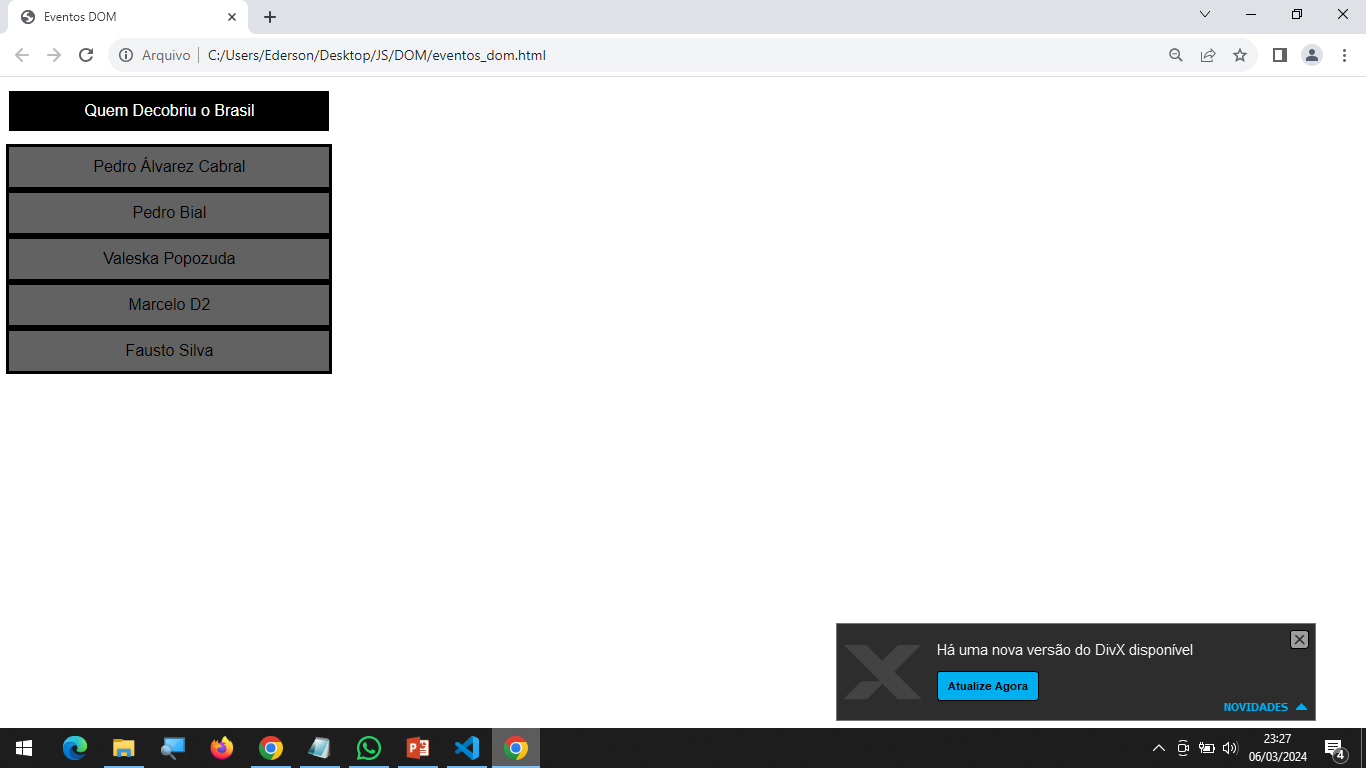 Eventos DOM
Arquivo C:/Users/Ederson/Desktop/JS/DOM/eventos_dom.html
Quem Decobriu o Brasil
Pedro Álvarez Cabral
Pedro Bial
Valeska Popozuda
Marcelo D2
Fausto Silva
Há uma nova versão do DivX disponível
Atualize Agora
NOVIDADES
23:27
06/03/2024
4